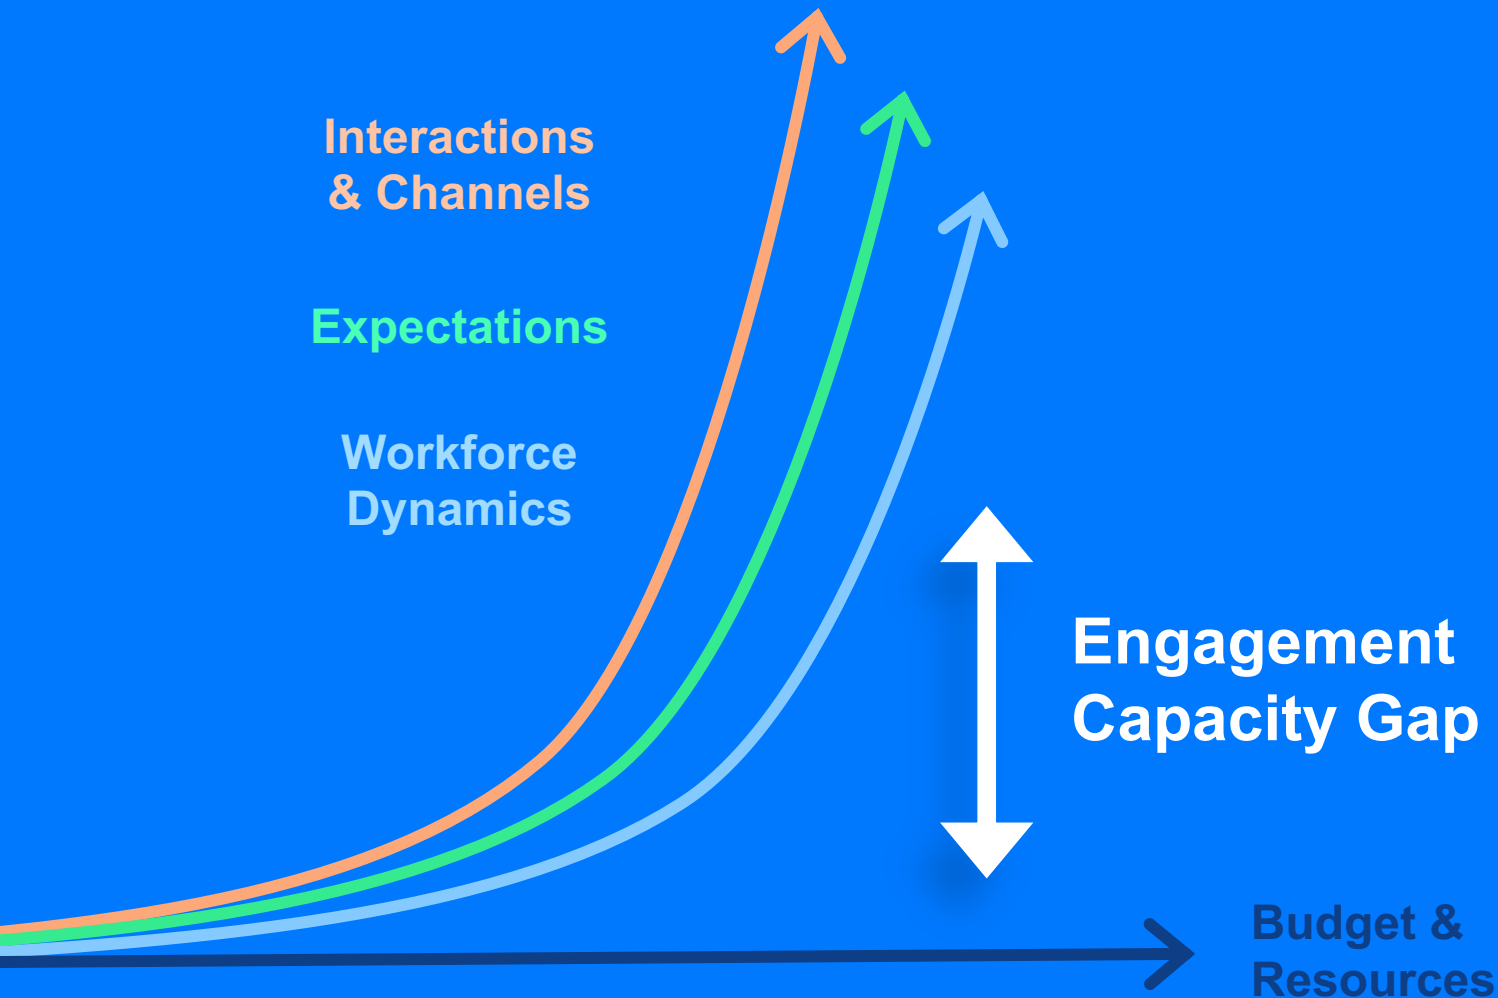 Interactions
& Channels
Expectations
Workforce
Dynamics
Engagement
Capacity Gap
Budget &
Resources